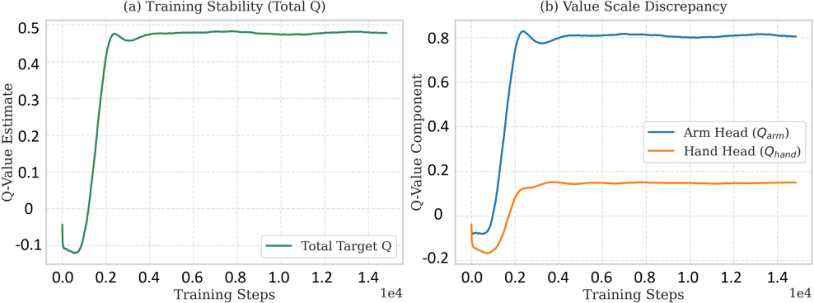 (a) Training Stability (Total Q)
Q-Value Estimate
0.5
0.4
0.3
0.2
0.1
0
-0.1
Total Target Q
0.0 0.2 0.4 0.6 0.8 1.0 1.2 1.4
1e4
Training Steps
(b) Value Scale Discrepancy
Q-Value Component
0.8
0.6
0.4
0.2
0
-0.2
Arm Head (Qarm)
Hand Head (Qhand)
0.0 0.2 0.4 0.6 0.8 1.0 1.2 1.4
1e4
Training Steps